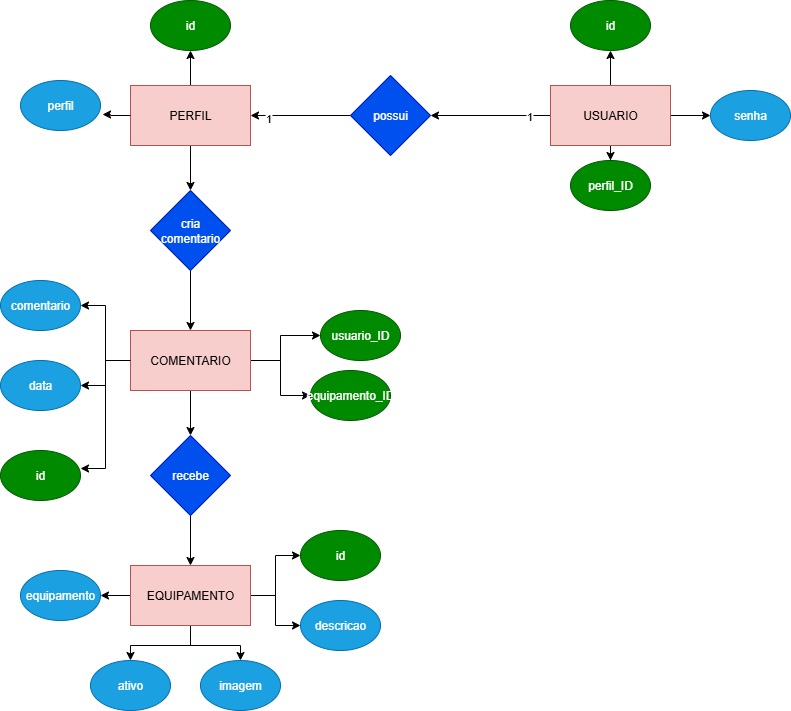 id
id
perfil
PERFIL
1
possui
1
USUARIO
senha
perfil_ID
cria
comentario
comentario
usuario_ID
COMENTARIO
data
equipamento_ID
id
recebe
id
equipamento
EQUIPAMENTO
descricao
ativo
imagem